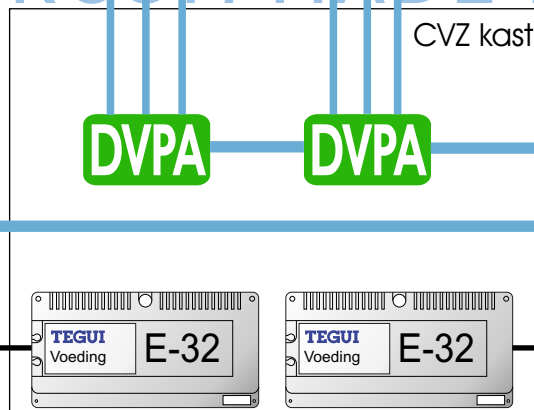 CVZ kast
DVPA DVPA
TEGUI
Voeding
E-32
TEGUI
Voeding
E-32